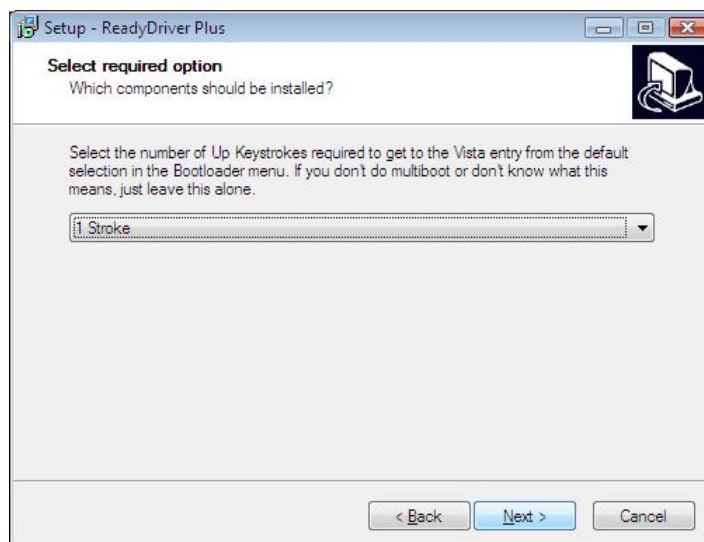 Setup - ReadyDriver Plus
Select required option
Which components should be installed?
Select the number of Up Keystrokes required to get to the Vista entry from the default
selection in the Bootloader menu. If you don't do multiboot or don't know what this
means, just leave this alone.
1 Stroke
< Back
Next >
Cancel